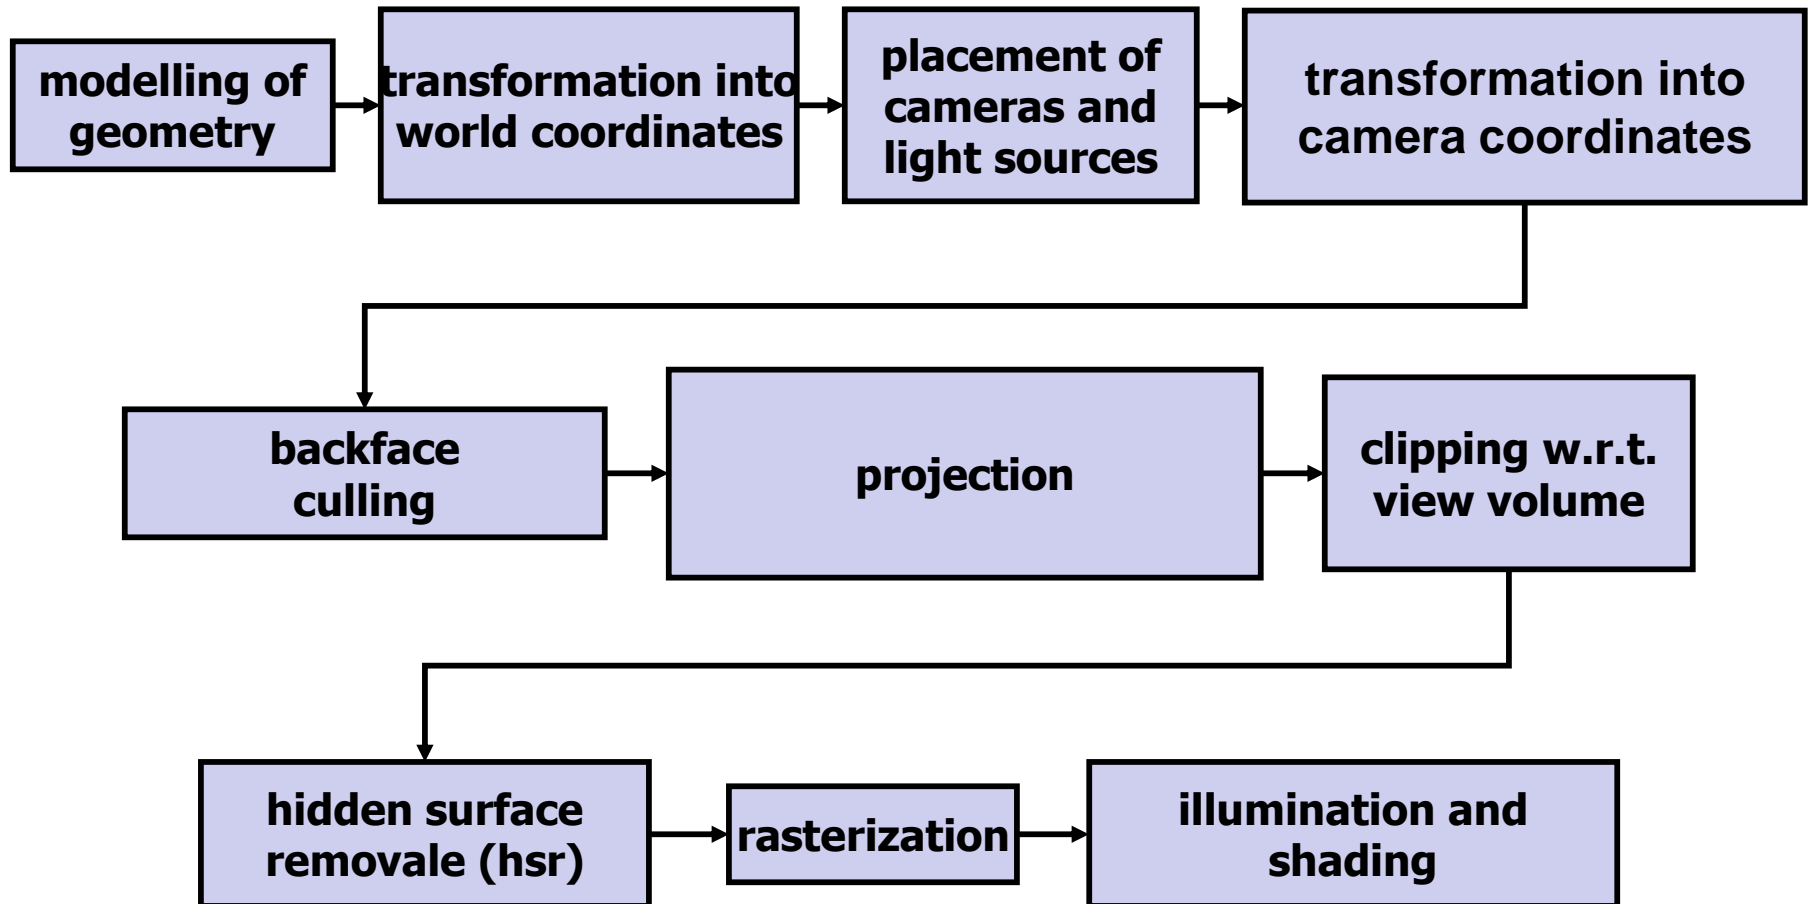 modelling of
geometry
transformation into
world coordinates
placement of
cameras and
light sources
transformation into
camera coordinates
backface
culling
projection
clipping w.r.t.
view volume
hidden surface
removale (hsr)
rasterization
illumination and
shading